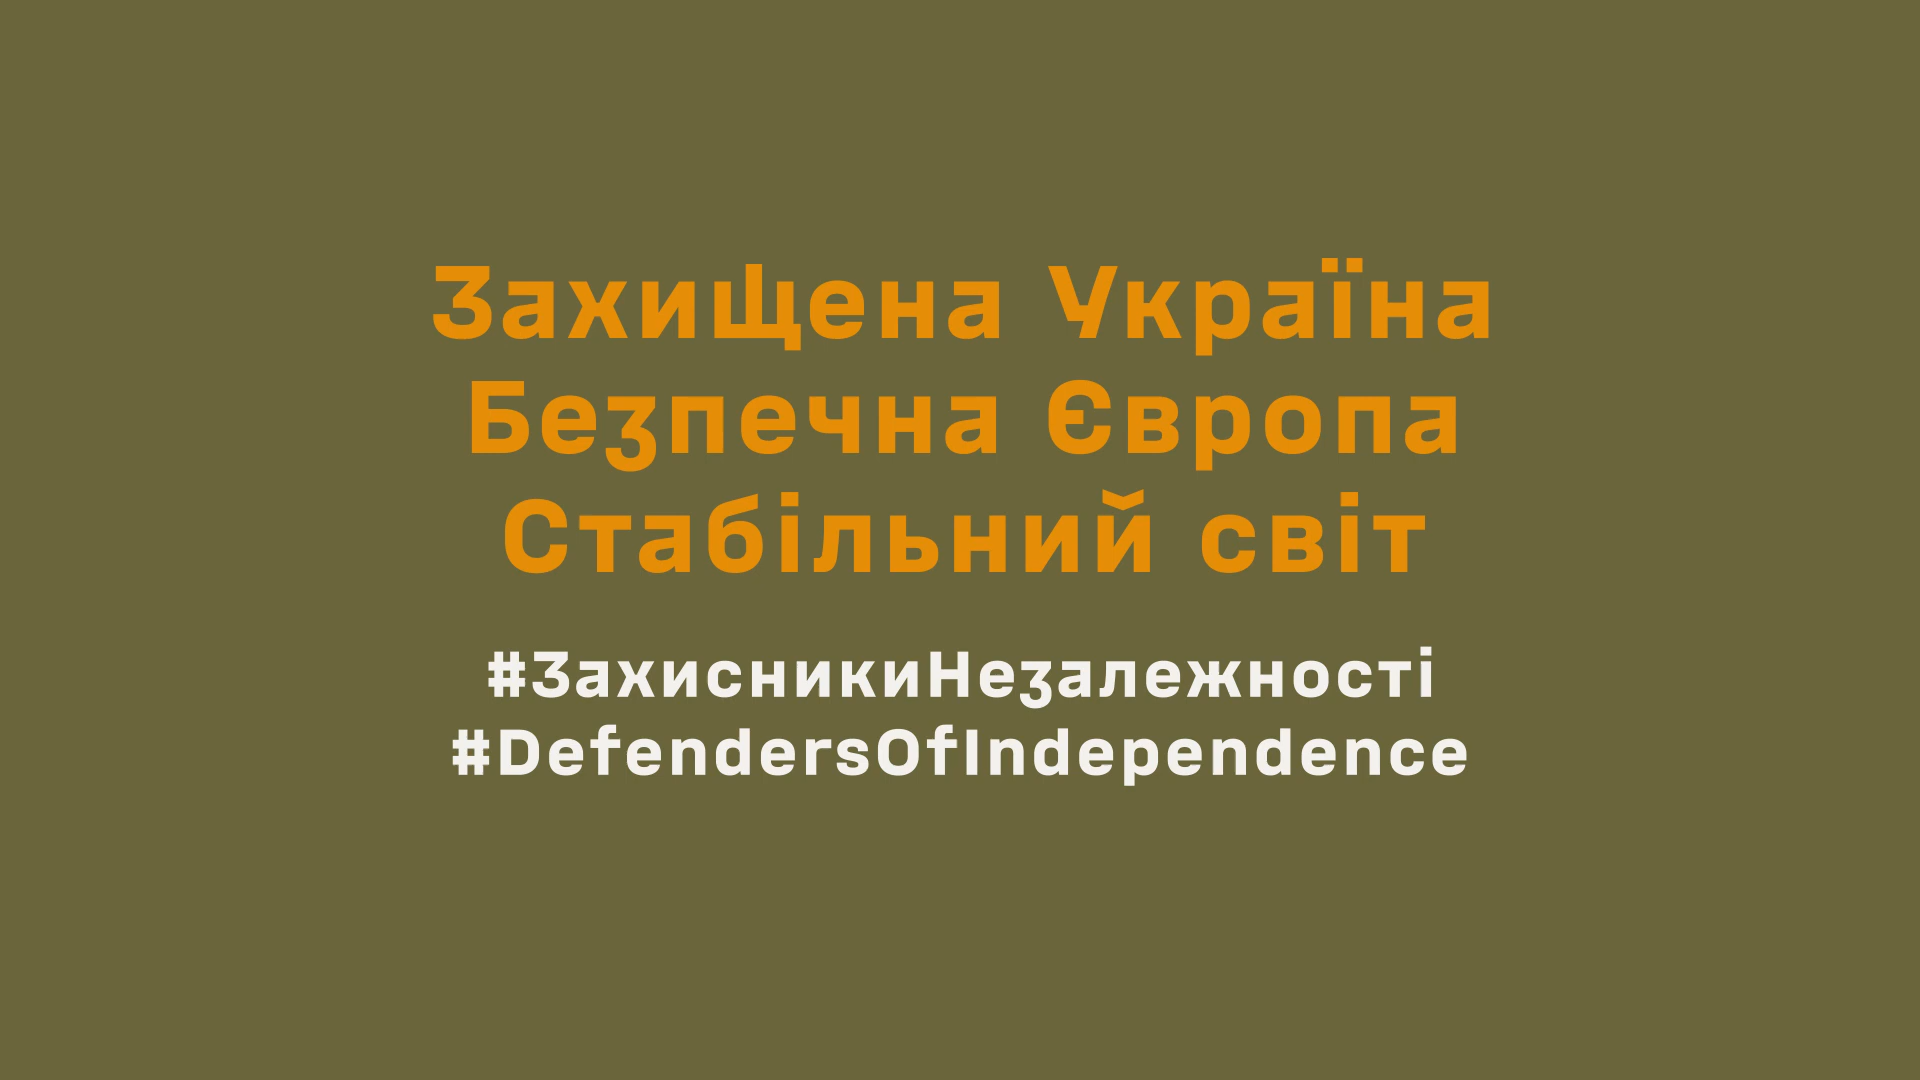 Захищена Україна
Безпечна Європа
Стабільний світ
#ЗахисникиНезалежності
#DefendersOfIndependence